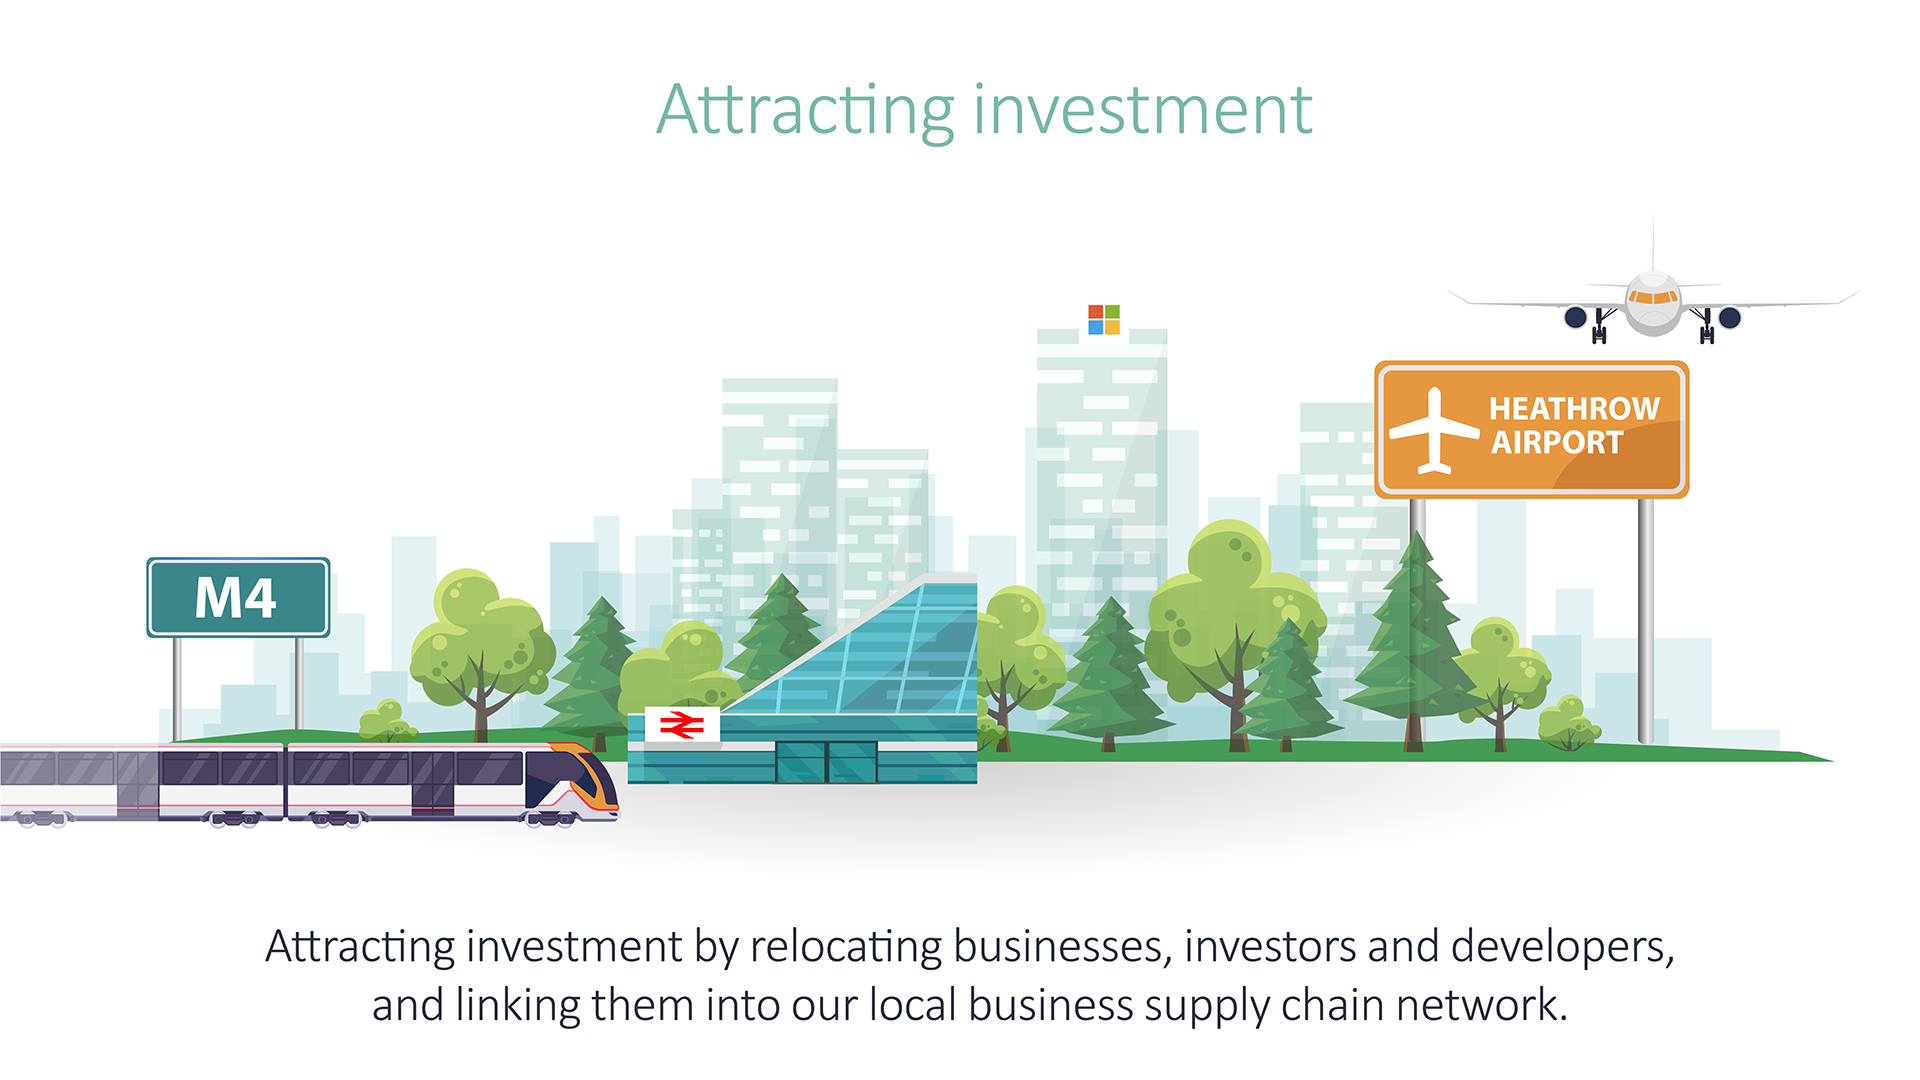 Attracting investment
M4
HEATHROW
AIRPORT
Attracting investment by relocating businesses, investors and developers,
and linking them into our local business supply chain network.